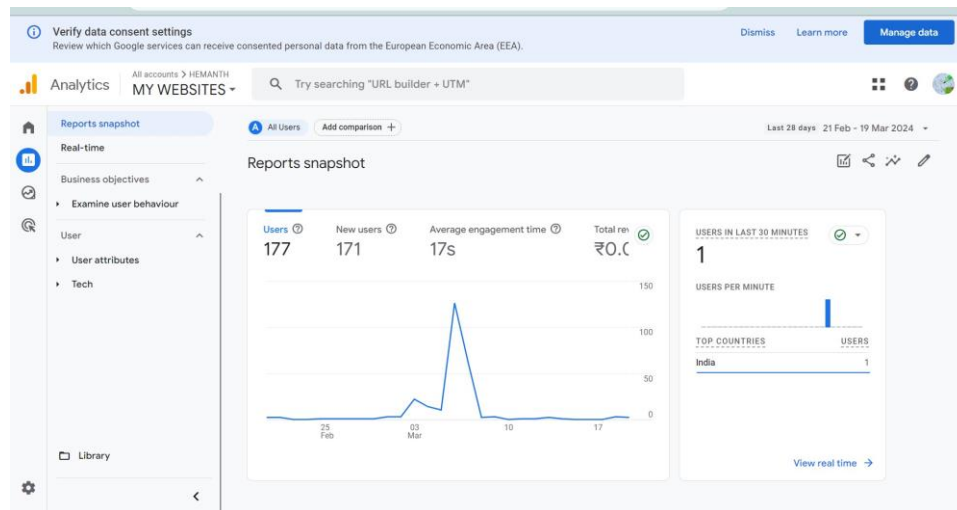 Verify data consent settings
Review which Google services can receive consented personal data from the European Economic Area (EEA).
Dismiss Learn more Manage data
Analytics
All accounts > HEMANTH
MY WEBSITES
Try searching "URL builder + UTM"
Reports snapshot
Real-time
Business objectives
Examine user behaviour
User
User attributes
Tech
Library
A All Users Add comparison +
Last 28 days 21 Feb - 19 Mar 2024
Reports snapshot
Users New users Average engagement time Total rev
177 171 17s ₹0.0
150
100
50
0
25 03 10 17
Feb Mar
USERS IN LAST 30 MINUTES
1
USERS PER MINUTE
TOP COUNTRIES USERS
India 1
View real time →